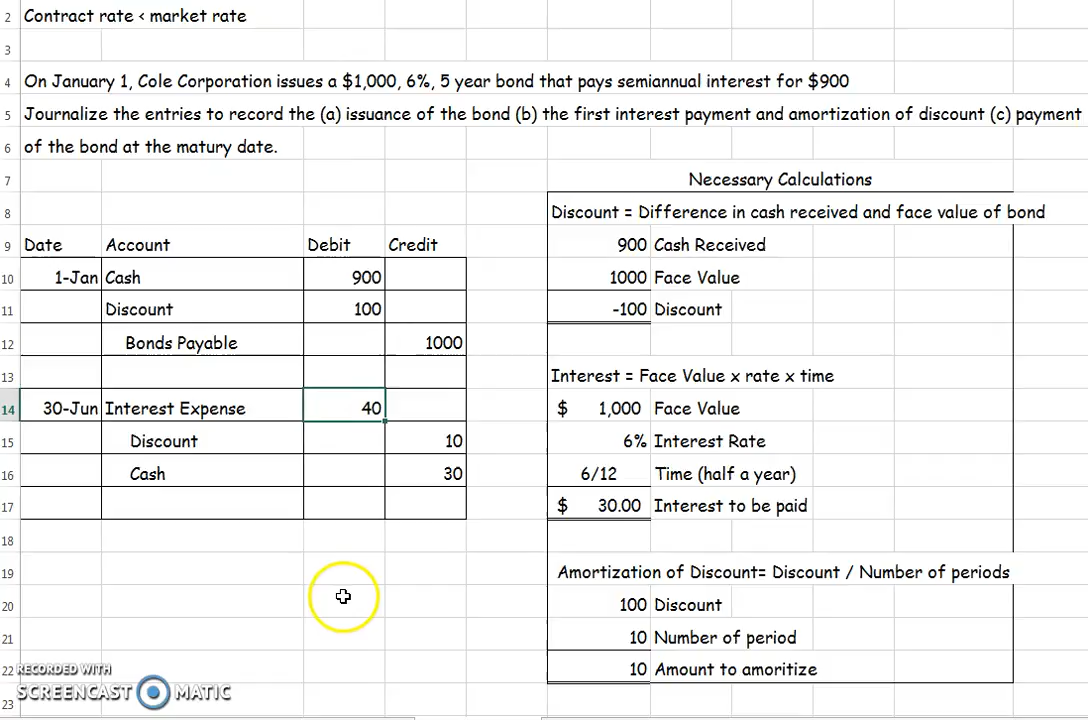 2 Contract rate < market rate
3
4 On January 1, Cole Corporation issues a $1,000, 6%, 5 year bond that pays semiannual interest for $900
5 Journalize the entries to record the (a) issuance of the bond (b) the first interest payment and amortization of discount (c) payment
6 of the bond at the matury date.
7 Necessary Calculations
8 Discount = Difference in cash received and face value of bond
9 Date Account Debit Credit 900 Cash Received
10 1-Jan Cash 900 1000 Face Value
11 Discount 100 -100 Discount
12 Bonds Payable 1000
13 Interest = Face Value x rate x time
14 30-Jun Interest Expense 40 $ 1,000 Face Value
15 Discount 10 6% Interest Rate
16 Cash 30 6/12 Time (half a year)
17 $ 30.00 Interest to be paid
18
19 Amortization of Discount= Discount / Number of periods
20 100 Discount
21 10 Number of period
22 10 Amount to amoritize
23
RECORDED WITH
SCREENCAST MATIC